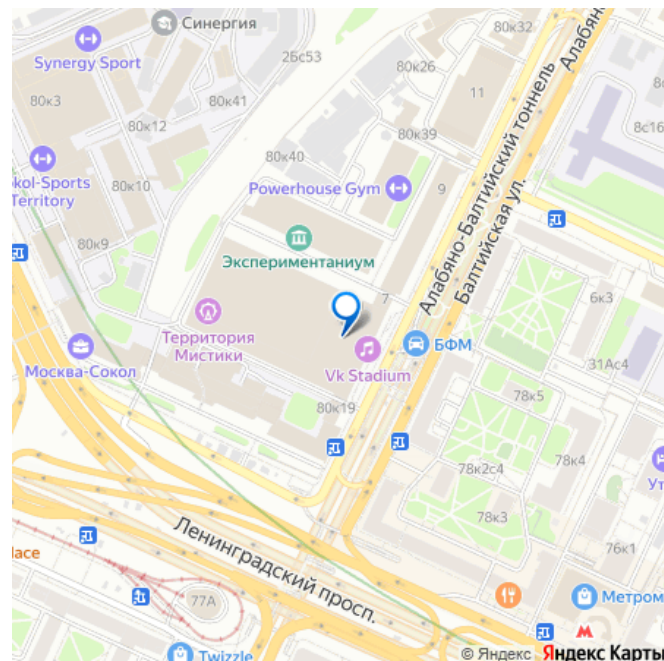 Синергия
Synergy Sport
2Бс53
80к32
80к26
80к3
80к41
80к12
11
80к39
8с16
Алабя
80к40
kol-Sports
Territory
80к10
Powerhouse Gym
9
Алабяно-Балтийский тоннель
Балтийская ул.
80к9
Экспериментаниум
7
6к3
Территория
Мистики
БФМ
31Ас4
Москва-Сокол
Vk Stadium
78к5
80к19
78к2с4
78к4
Ут
78к3
76к1
Ленинградский просп.
lace
77А
Метром
Twizzle
© Яндекс Яндекс Карты